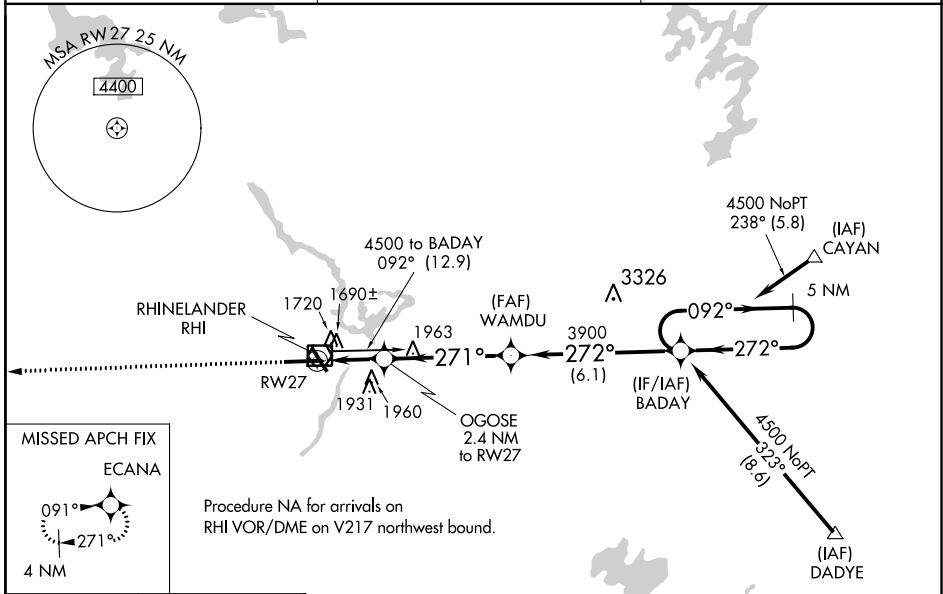 MSA RW27 25 NM
4400
4500 NoPT
238° (5.8)
(IAF)
CAYAN
4500 to BADAY
092° (12.9)
3326
5 NM
RHINELANDER
RHI
1720
1690±
(FAF)
WAMDU
092°
1963
3900
271°
272°
272°
(6.1)
RW27
(IF/IAF)
BADAY
1931
1960
OGOSE
2.4 NM
to RW27
4500 NoPT
323°
(8.6)
MISSED APCH FIX
ECANA
091°
271°
4 NM
Procedure NA for arrivals on
RHI VOR/DME on V217 northwest bound.
(IAF)
DADYE